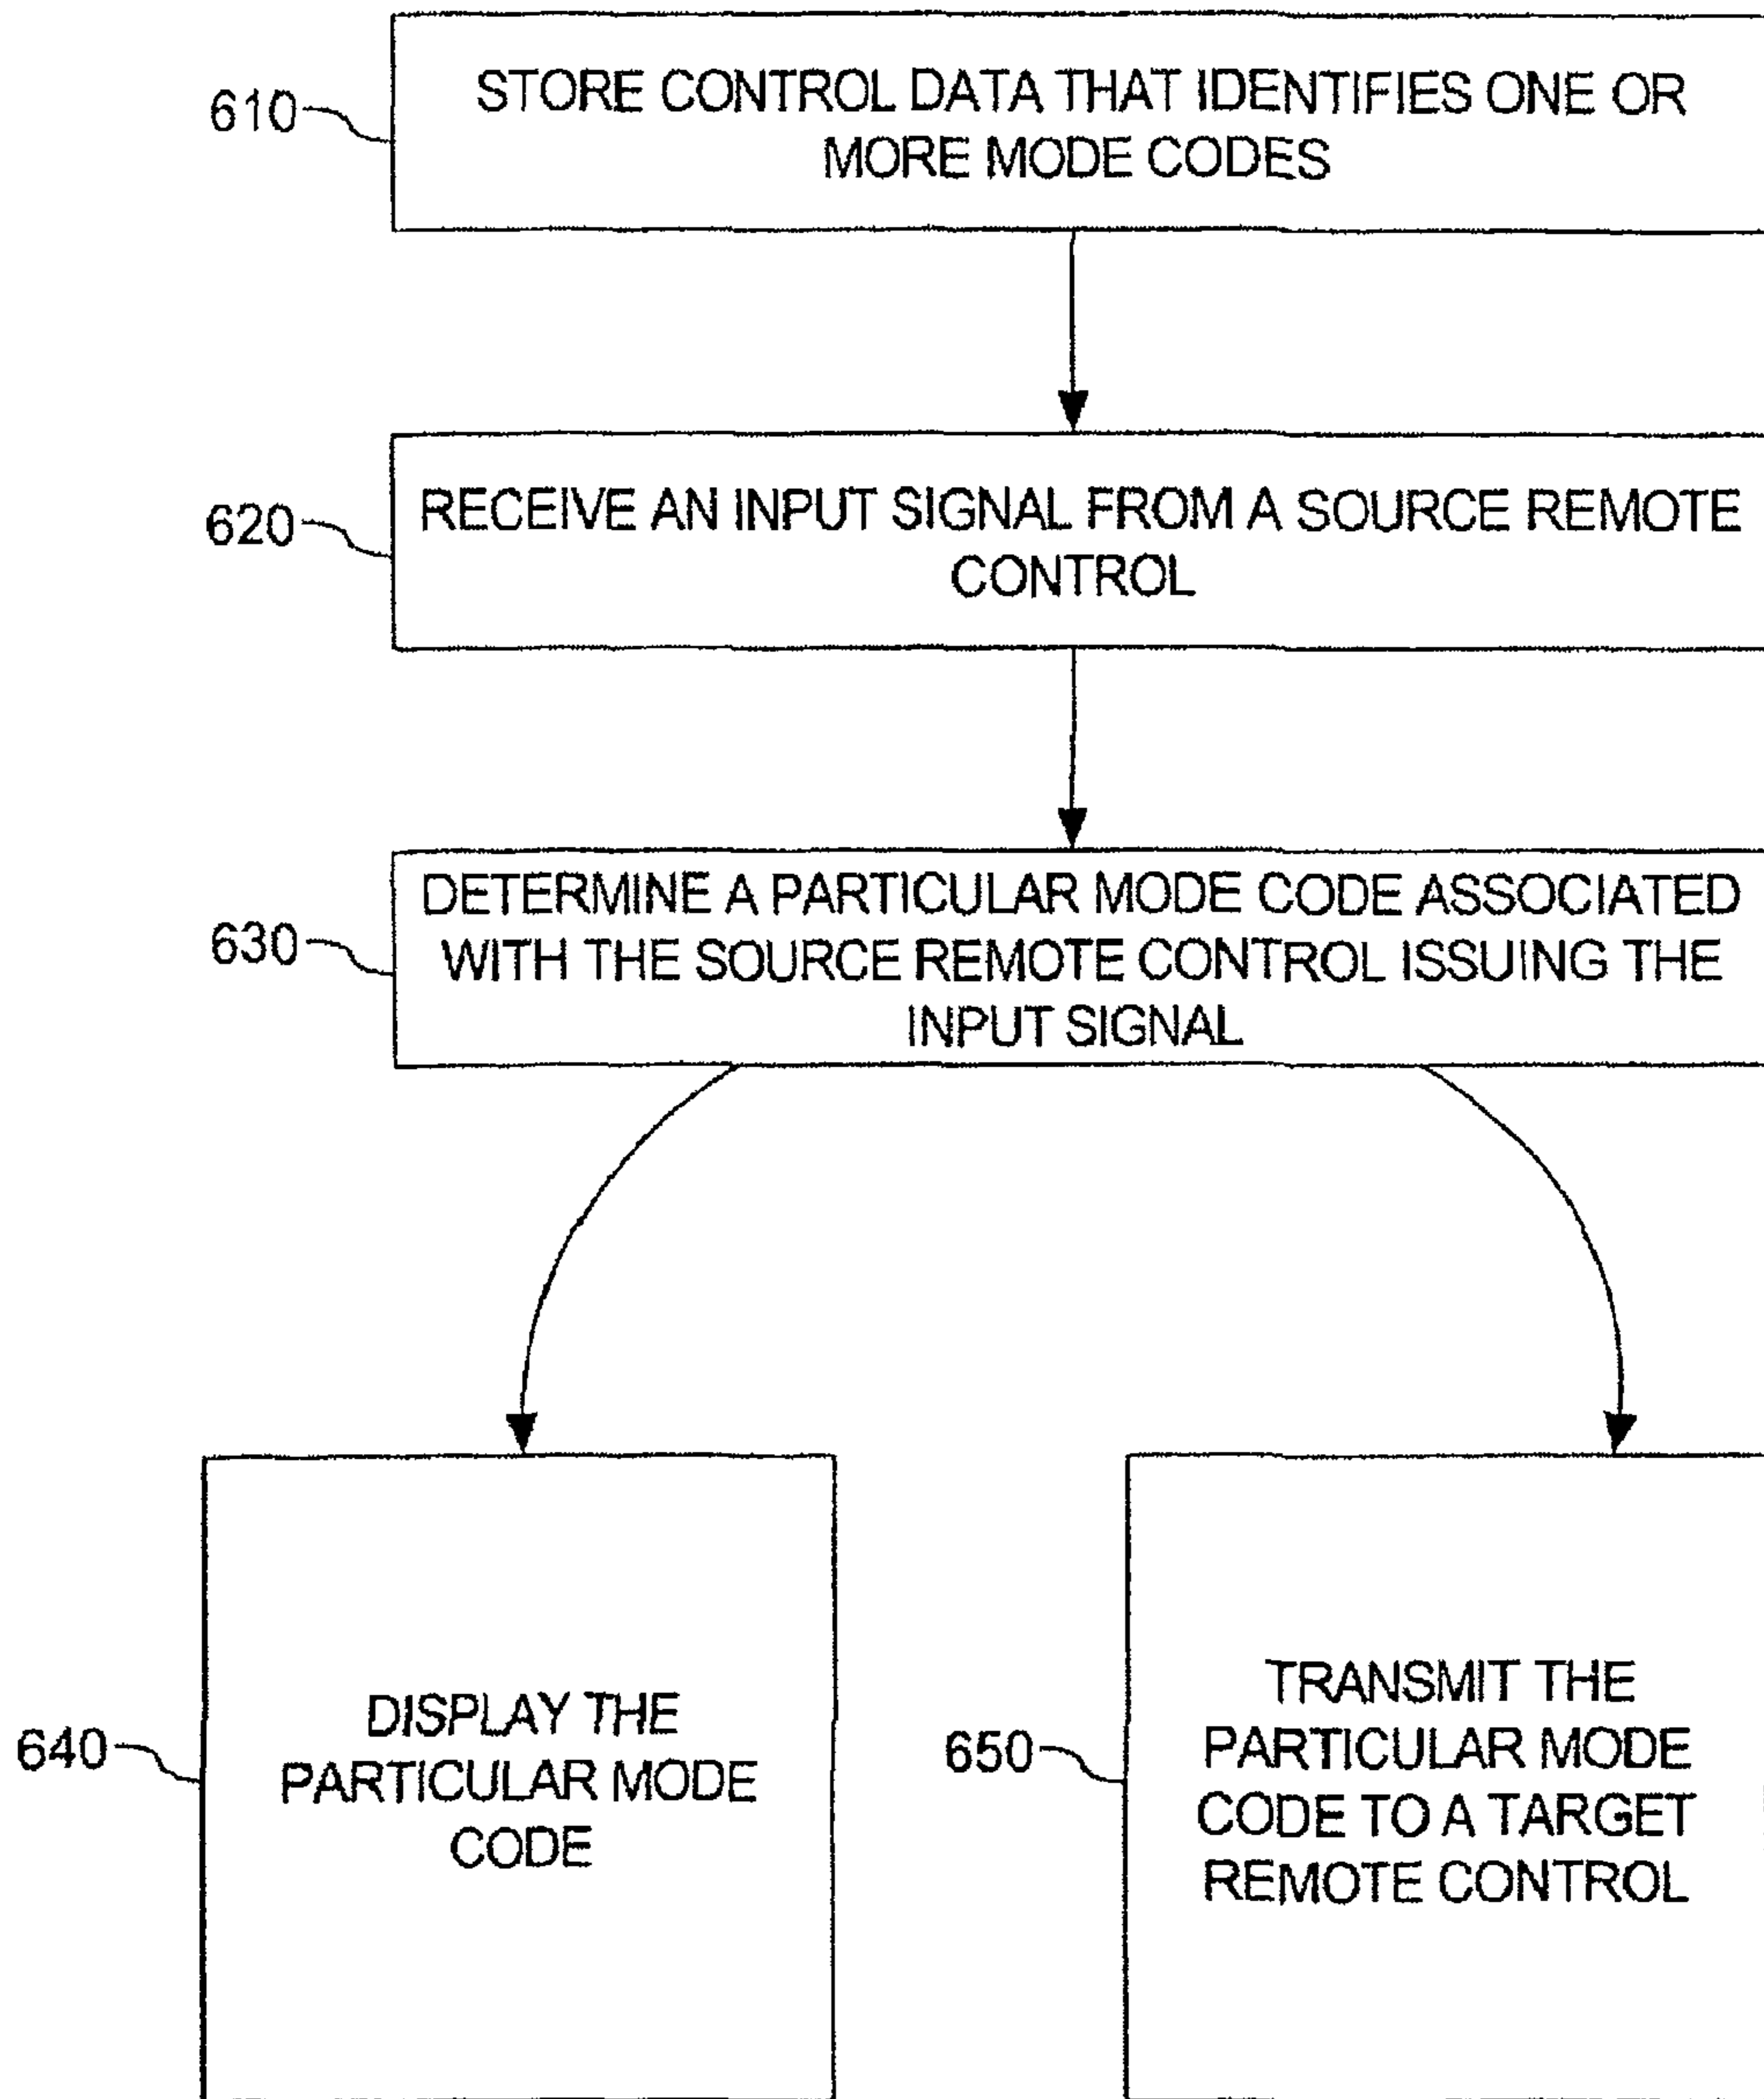 610
STORE CONTROL DATA THAT IDENTIFIES ONE OR
MORE MODE CODES
620
RECEIVE AN INPUT SIGNAL FROM A SOURCE REMOTE
CONTROL
630
DETERMINE A PARTICULAR MODE CODE ASSOCIATED
WITH THE SOURCE REMOTE CONTROL ISSUING THE
INPUT SIGNAL
640
DISPLAY THE
PARTICULAR MODE
CODE
650
TRANSMIT THE
PARTICULAR MODE
CODE TO A TARGET
REMOTE CONTROL